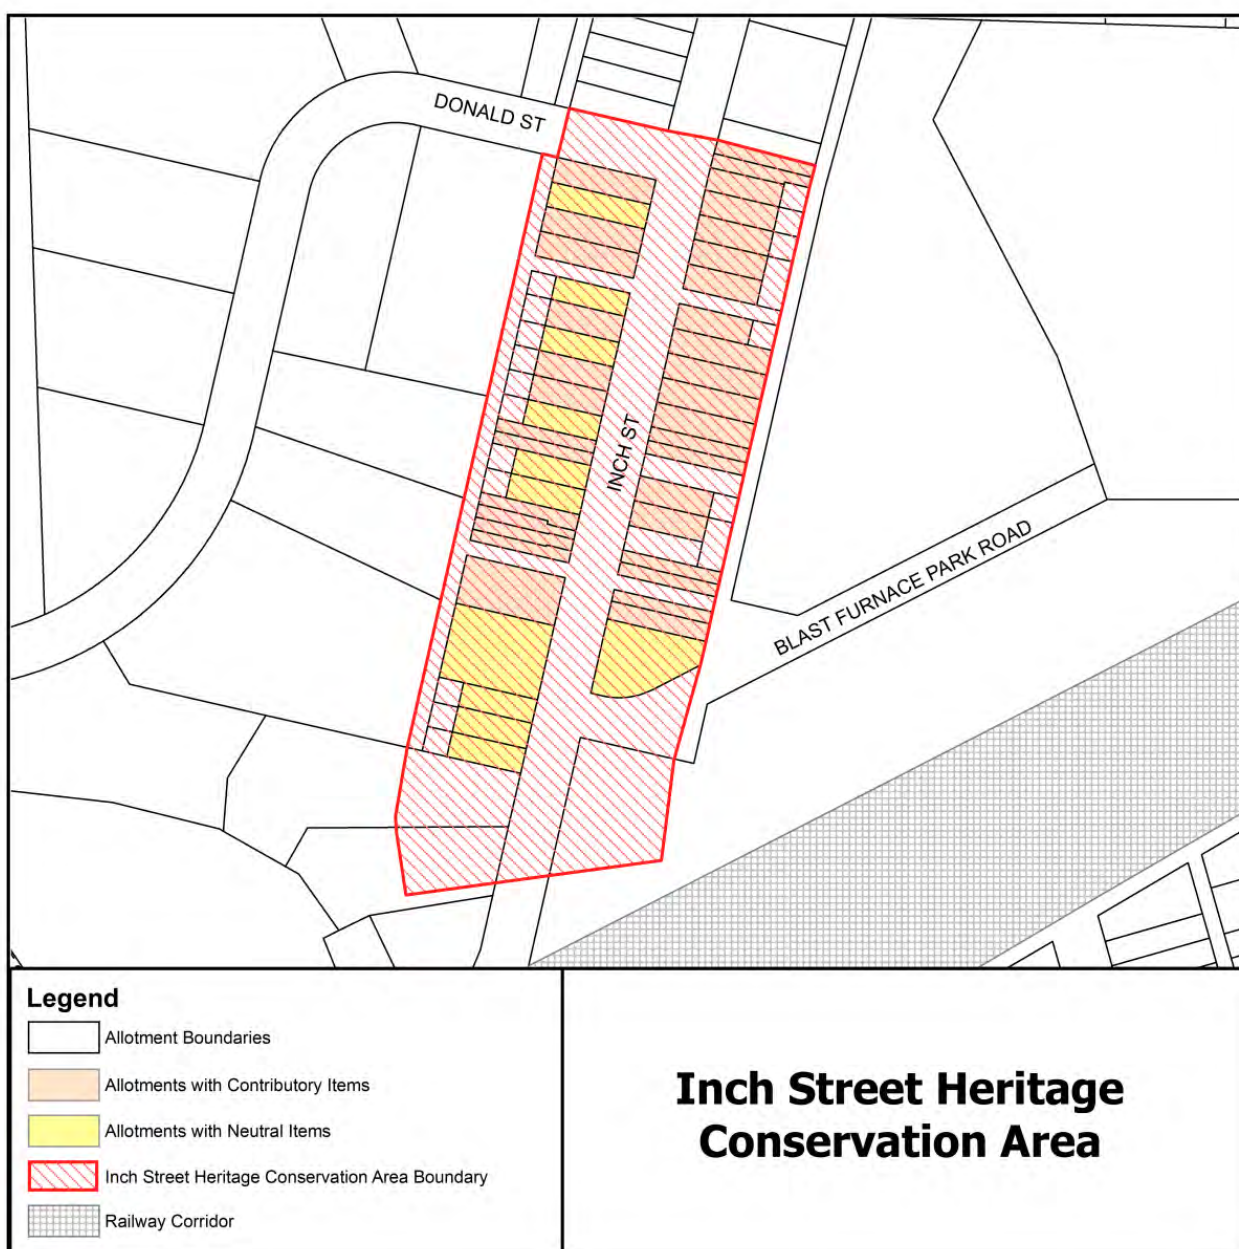 DONALD ST
INCH ST
BLAST FURNACE PARK ROAD
Legend
Allotment Boundaries
Allotments with Contributory Items
Allotments with Neutral Items
Inch Street Heritage Conservation Area Boundary
Railway Corridor
Inch Street Heritage
Conservation Area